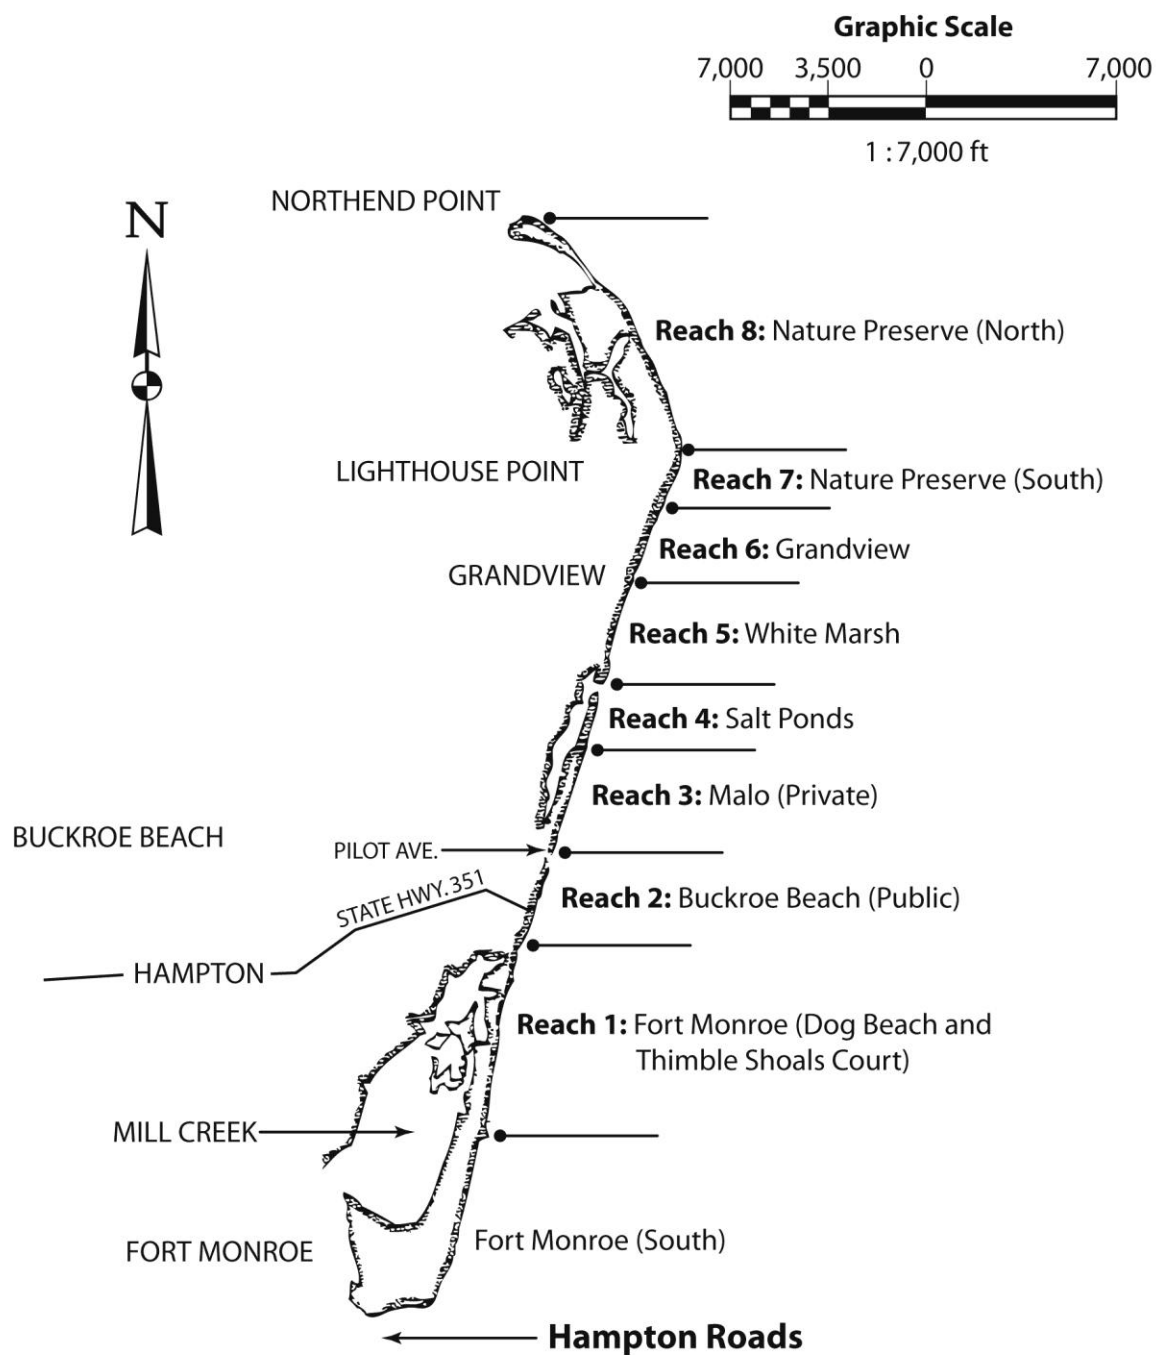 Graphic Scale
7,000 3,500 0 7,000
1 : 7,000 ft
NORTHEND POINT
N
Reach 8: Nature Preserve (North)
LIGHTHOUSE POINT
Reach 7: Nature Preserve (South)
Reach 6: Grandview
GRANDVIEW
Reach 5: White Marsh
Reach 4: Salt Ponds
Reach 3: Malo (Private)
BUCKROE BEACH
PILOT AVE.
STATE HWY. 351
Reach 2: Buckroe Beach (Public)
HAMPTON
Reach 1: Fort Monroe (Dog Beach and
Thimble Shoals Court)
MILL CREEK
Fort Monroe (South)
FORT MONROE
Hampton Roads